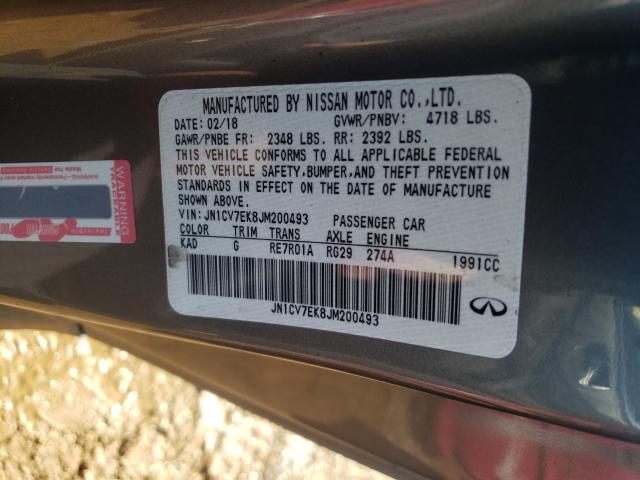 MANUFACTURED BY NISSAN MOTOR CO.,LTD.
DATE: 02/18 GVWR/PNBV: 4718 LBS.
GAWR/PNBE FR: 2348 LBS. RR: 2392 LBS.
THIS VEHICLE CONFORMS TO ALL APPLICABLE FEDERAL
MOTOR VEHICLE SAFETY, BUMPER, AND THEFT PREVENTION
STANDARDS IN EFFECT ON THE DATE OF MANUFACTURE
SHOWN ABOVE.
VIN: JN1CV7EK8JM200493 PASSENGER CAR
COLOR TRIM TRANS AXLE ENGINE
KAD G RE7R01A RG29 274A 1991CC
JN1CV7EK8JM200493
WARNING